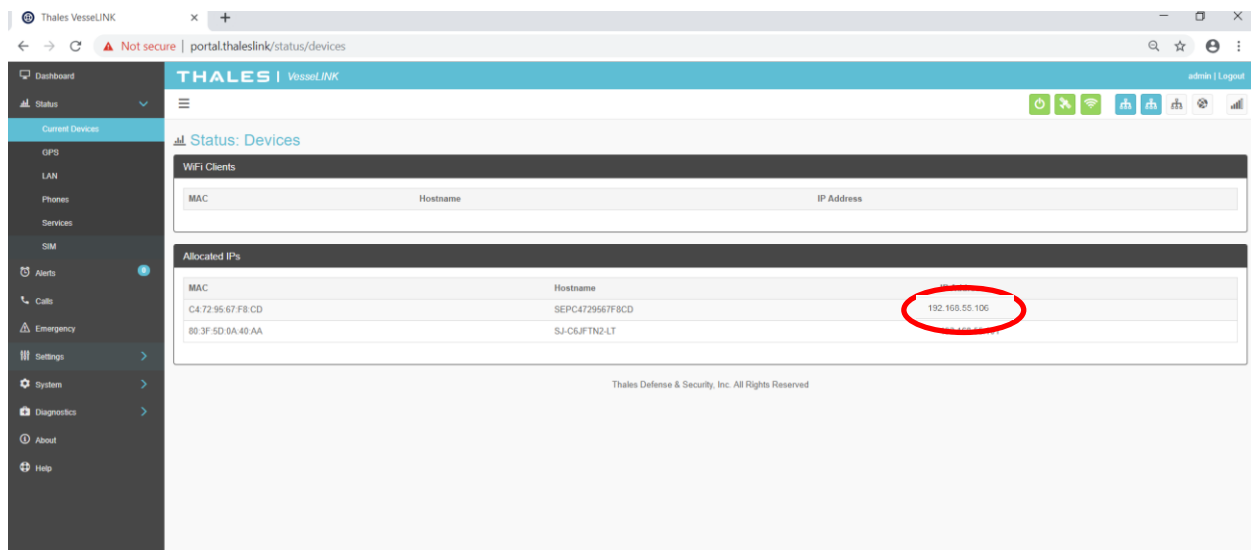 Thales VesseLINK
Not secure | portal.thaleslink/status/devices
Dashboard
THALES | VesseLINK
admin | Logout
Status
Current Devices
Status: Devices
GPS
WiFi Clients
LAN
Phones
MAC Hostname IP Address
Services
SIM
Allocated IPs
Alerts 0
MAC Hostname
Calls
C4:72:95:67:F8:CD SEPC4729567F8CD 192.168.55.106
Emergency
80:3F:5D:0A:40:AA SJ-C6JFTN2-LT
Settings
System
Thales Defense & Security, Inc. All Rights Reserved
Diagnostics
About
Help